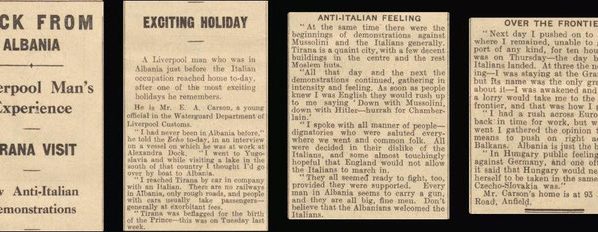 CK FROM
ALBANIA
erpool Man's
xperience
RANA VISIT
w Anti-Italian
emonstrations
EXCITING HOLIDAY
A Liverpool man who was in
Albania just before the Italian
occupation reached home to-day,
after one of the most exciting
holidays he remembers.
He is Mr. E. A. Carson, a young
official in the Waterguard Department of
Liverpool Customs.
"I had never been in Albania before,"
he told the Echo to-day, in an interview
on a vessel on which he was at work at
Alexandra Dock. "I went to Yugo-
slavia and while visiting a lake in the
south of that country I thought I'd go
over by boat to Albania.
"I reached Tirana by car in company
with an Italian. There are no railways
in Albania, only rough roads, and people
with cars usually take passengers—
generally at exorbitant fees.
"Tirana was beflagged for the birth
of the Prince—this was on Tuesday last
week.
ANTI-ITALIAN FEELING
"At the same time there were the
beginnings of demonstrations against
Mussolini and the Italians generally.
Tirana is a quaint city, with a few decent
buildings in the centre and the rest
Moslem huts.
"All that day and the next the
demonstrations continued, gathering in
intensity and feeling. As soon as people
knew I was English they would rush up
to me saying 'Down with Mussolini,
down with Hitler—hurrah for Chamber-
lain.'
"I spoke with all manner of people—
dignatories who were saluted every-
where we went and common folk. All
were decided in their dislike of the
Italians, and some almost touchingly
hopeful that England would not allow
the Italians to march in.
"They all seemed ready to fight, too,
provided they were supported. Every
man in Albania seems to carry a gun,
and they are all big, fine men. Don't
believe that the Albanians welcomed the
Italians.
OVER THE FRONTIE
"Next day I pushed on to
where I remained, unable to
port of any kind, for ten hou
was on Thursday—the day b
Italians landed. At three the ne
ing—I was staying at the Gra
but its name was the only gra
about it—I was awakened and
a lorry would take me to the
frontier, and that was how I
"I had a rush across Euro
back in time for work, but w
went I gathered the opinion
means to push on right ac
Balkans. Albania is just the b
"In Hungary public feeling
against Germany, and one off
it said that Hungary would ne
herself to be taken in the same
Czecho-Slovakia was."
Mr. Carson's home is at 93
Road, Anfield.